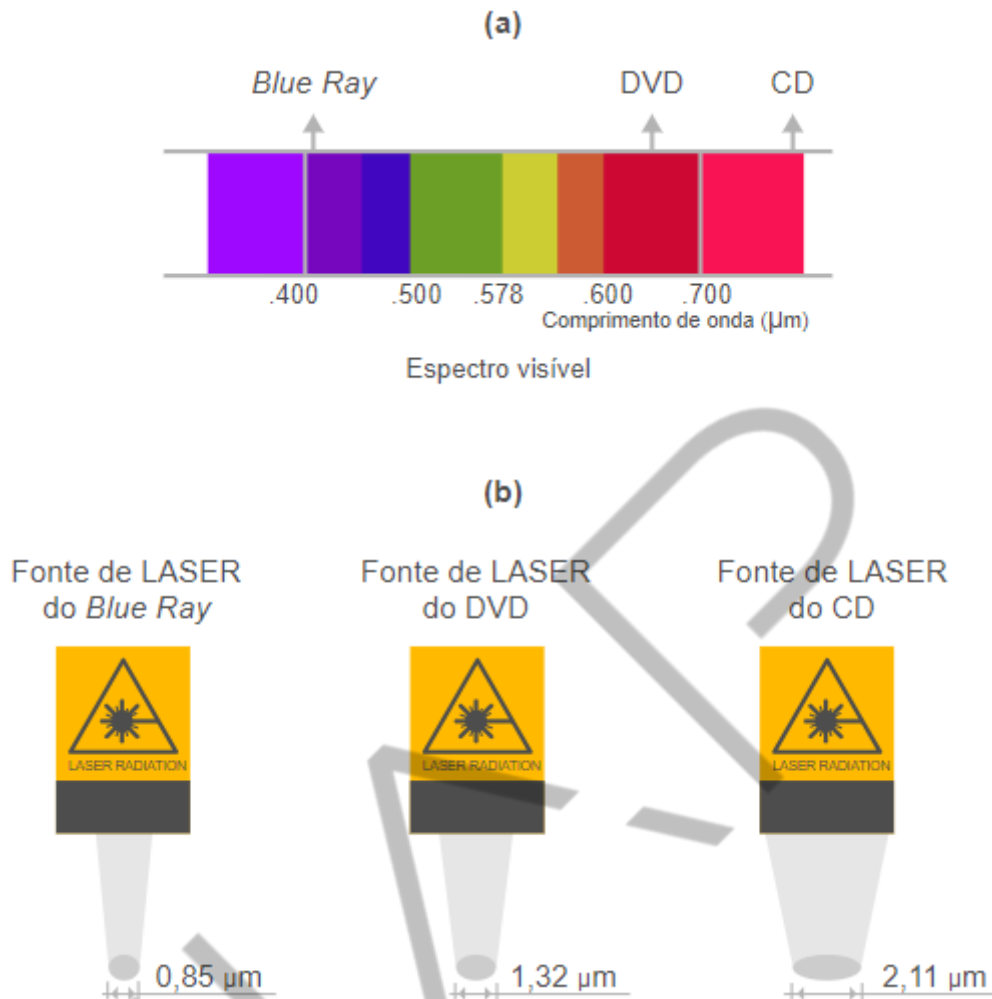 (a)
Blue Ray DVD CD
.400 .500 .578 .600 .700
Comprimento de onda (µm)
Espectro visível
(b)
Fonte de LASER
do Blue Ray
Fonte de LASER
do DVD
Fonte de LASER
do CD
LASER RADIATION
LASER RADIATION
LASER RADIATION
0,85 µm
1,32 µm
2,11 µm